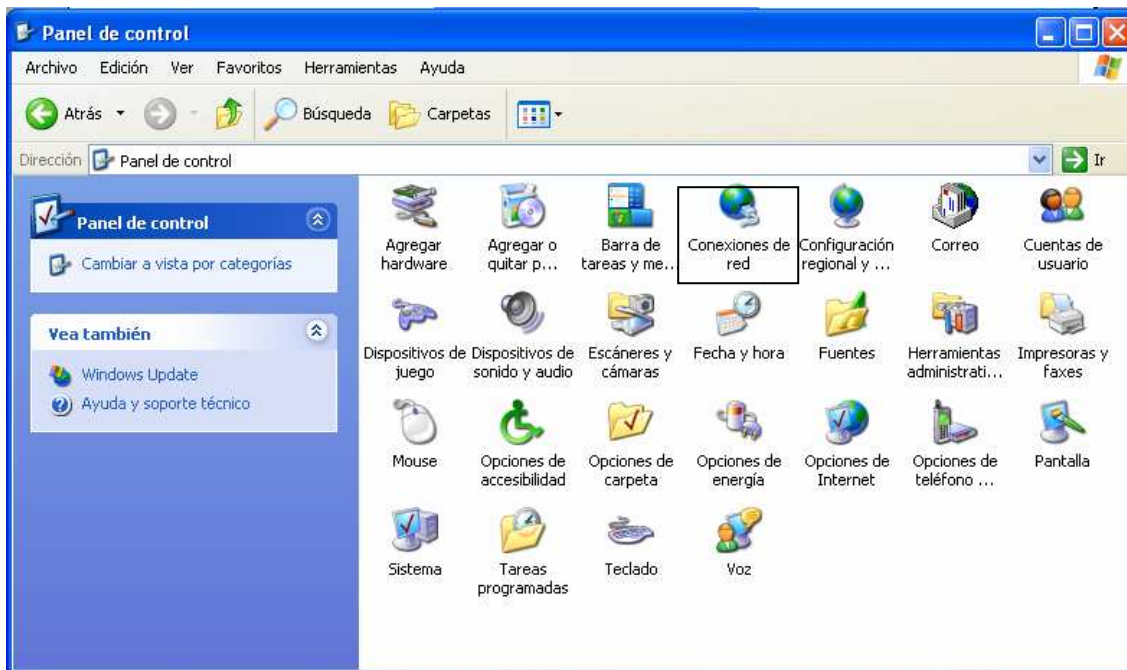 Panel de control
Archivo Edición Ver Favoritos Herramientas Ayuda
Atrás Búsqueda Carpetas
Dirección Panel de control Ir
Panel de control
Cambiar a vista por categorías
Vea también
Windows Update
Ayuda y soporte técnico
Agregar
hardware
Agregar o
quitar p...
Barra de
tareas y me...
Conexiones de
red
Configuración
regional y ...
Correo
Cuentas de
usuario
Dispositivos de
juego
Dispositivos de
sonido y audio
Escáneres y
cámaras
Fecha y hora
Fuentes
Herramientas
administrati...
Impresoras y
faxes
Mouse
Opciones de
accesibilidad
Opciones de
carpeta
Opciones de
energía
Opciones de
Internet
Opciones de
teléfono ...
Pantalla
Sistema
Tareas
programadas
Teclado
Voz